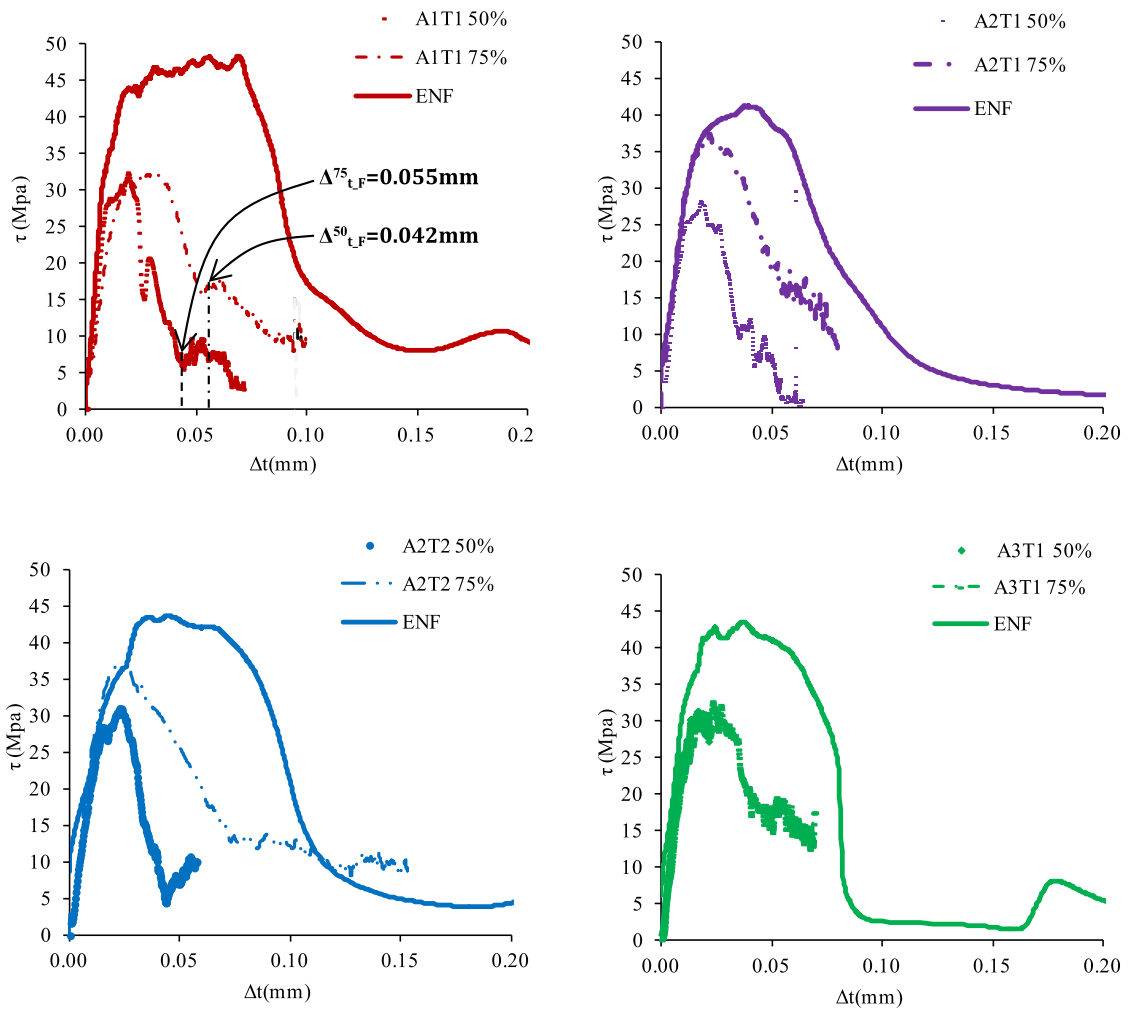 A1T1 50%
A1T1 75%
ENF
50
45
40
35
30
25
20
15
10
5
0
τ (Mpa)
Δ⁷⁵t_F=0.055mm
Δ⁵⁰t_F=0.042mm
0.00 0.05 0.10 0.15 0.2
Δt(mm)
A2T1 50%
A2T1 75%
ENF
50
45
40
35
30
25
20
15
10
5
0
τ (Mpa)
0.00 0.05 0.10 0.15 0.20
Δt(mm)
A2T2 50%
A2T2 75%
ENF
50
45
40
35
30
25
20
15
10
5
0
τ (Mpa)
0.00 0.05 0.10 0.15 0.20
Δt(mm)
A3T1 50%
A3T1 75%
ENF
50
45
40
35
30
25
20
15
10
5
0
τ (Mpa)
0.00 0.05 0.10 0.15 0.20
Δt(mm)